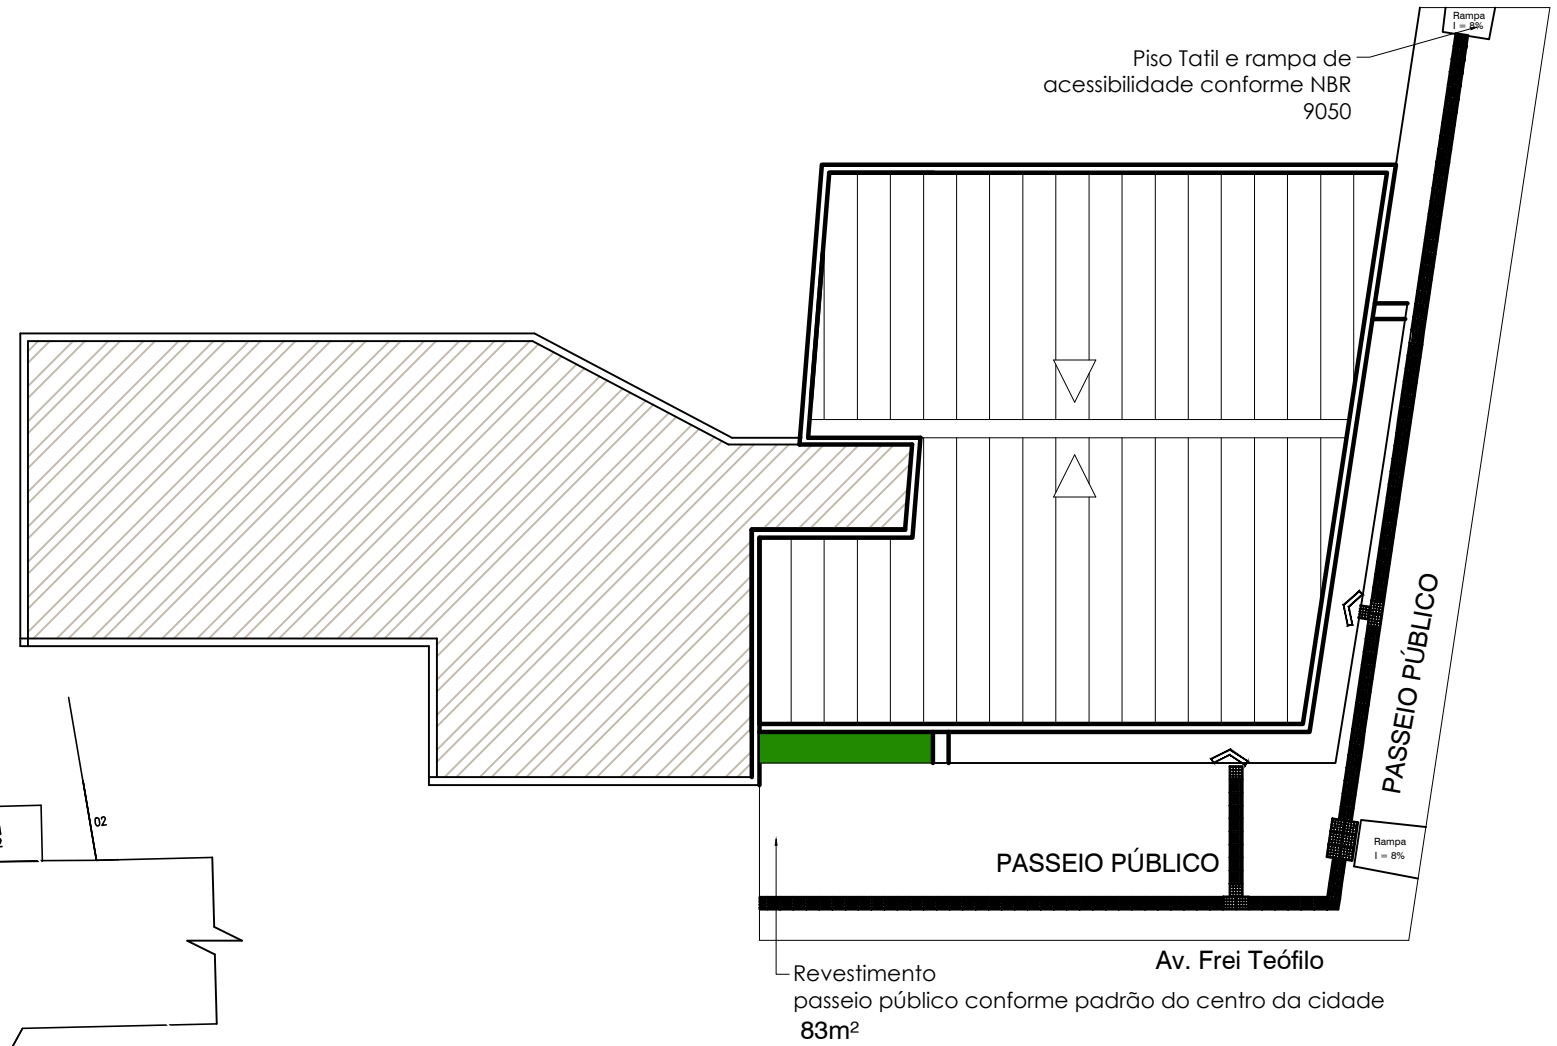 Rampa
I = 8%
Piso Tatil e rampa de
acessibilidade conforme NBR
9050
PASSEIO PÚBLICO
02
Rampa
I = 8%
PASSEIO PÚBLICO
Av. Frei Teófilo
Revestimento
passeio público conforme padrão do centro da cidade
83m²